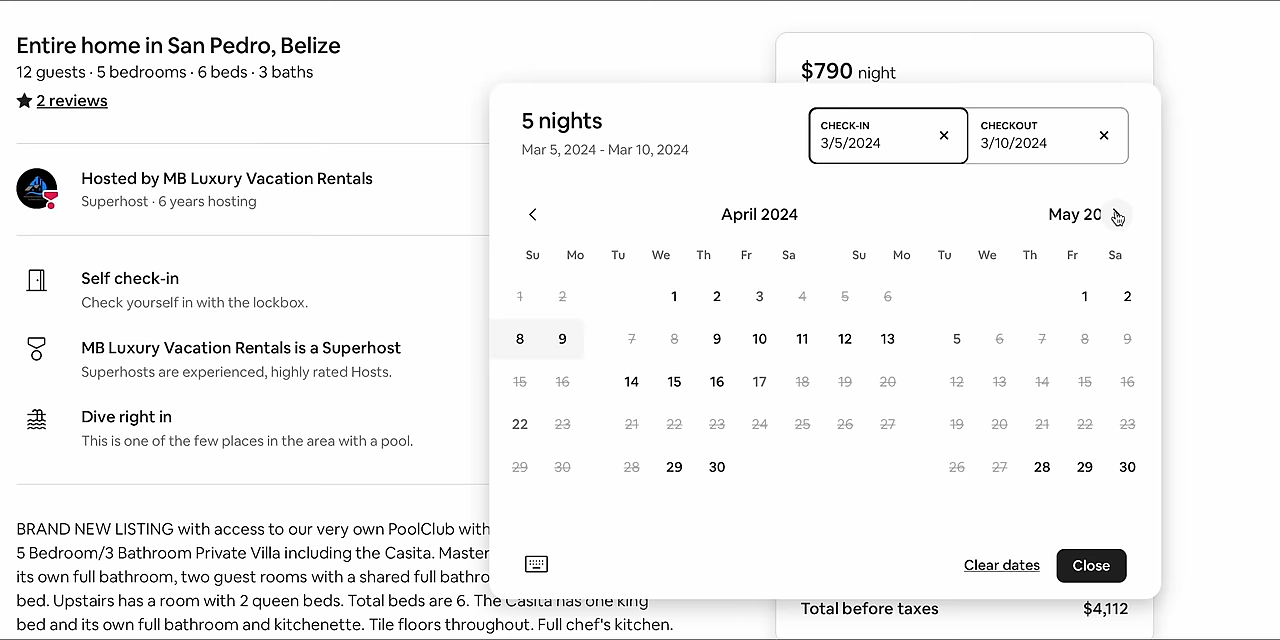 Entire home in San Pedro, Belize
12 guests · 5 bedrooms · 6 beds · 3 baths
2 reviews
Hosted by MB Luxury Vacation Rentals
Superhost · 6 years hosting
Self check-in
Check yourself in with the lockbox.
MB Luxury Vacation Rentals is a Superhost
Superhosts are experienced, highly rated Hosts.
Dive right in
This is one of the few places in the area with a pool.
BRAND NEW LISTING with access to our very own PoolClub with
5 Bedroom/3 Bathroom Private Villa including the Casita. Master
its own full bathroom, two guest rooms with a shared full bathro
bed. Upstairs has a room with 2 queen beds. Total beds are 6. The Casita has one king
bed and its own full bathroom and kitchenette. Tile floors throughout. Full chef's kitchen.
$790 night
5 nights
Mar 5, 2024 - Mar 10, 2024
CHECK-IN
3/5/2024
CHECKOUT
3/10/2024
April 2024
May 20
Su Mo Tu We Th Fr Sa Su Mo Tu We Th Fr Sa
1 2 1 2 3 4 5 6 1 2
8 9 7 8 9 10 11 12 13 5 6 7 8 9
15 16 14 15 16 17 18 19 20 12 13 14 15 16
22 23 21 22 23 24 25 26 27 19 20 21 22 23
29 30 28 29 30 26 27 28 29 30
Clear dates
Close
Total before taxes $4,112